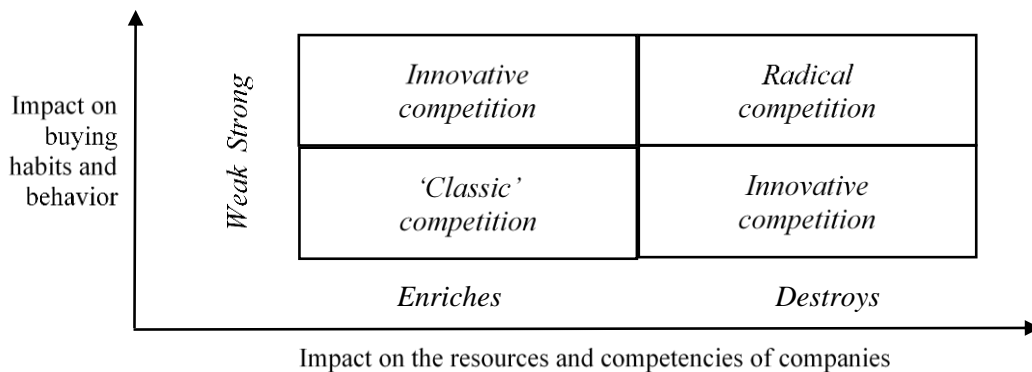 Impact on
buying
habits and
behavior
Weak Strong
Innovative
competition
Radical
competition
‘Classic’
competition
Innovative
competition
Enriches
Destroys
Impact on the resources and competencies of companies